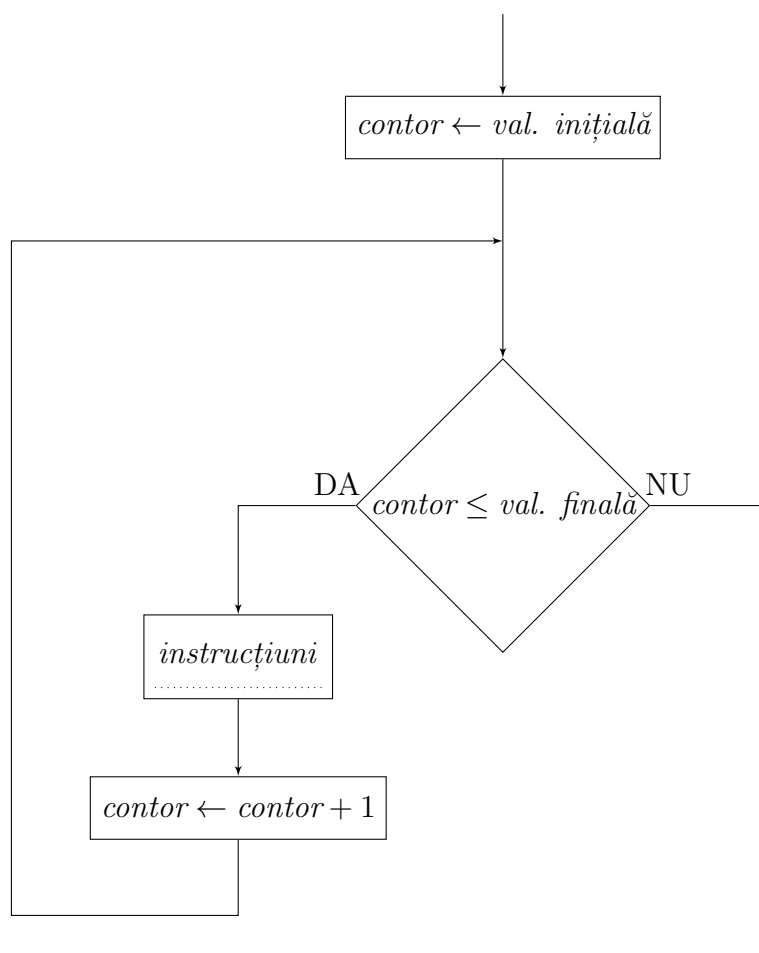 contor ← val. inițială
DA
contor ≤ val. finală
NU
instrucțiuni
contor ← contor + 1